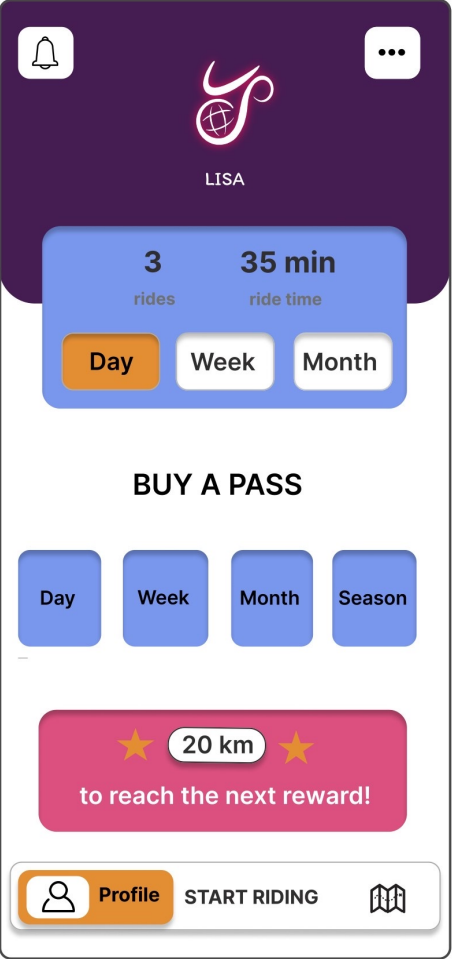 LISA
3 35 min
rides ride time
Day Week Month
BUY A PASS
Day Week Month Season
20 km
to reach the next reward!
Profile START RIDING